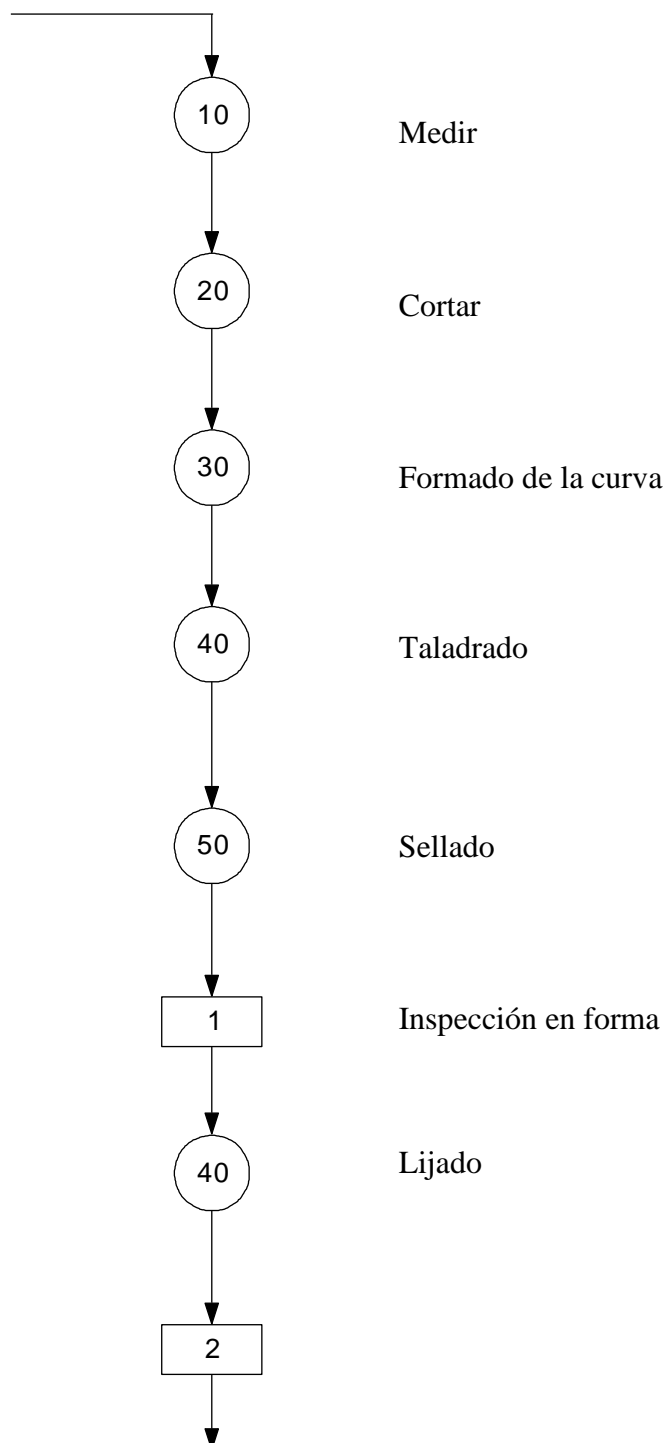 10
Medir
20
Cortar
30
Formado de la curva
40
Taladrado
50
Sellado
1
Inspección en forma
40
Lijado
2